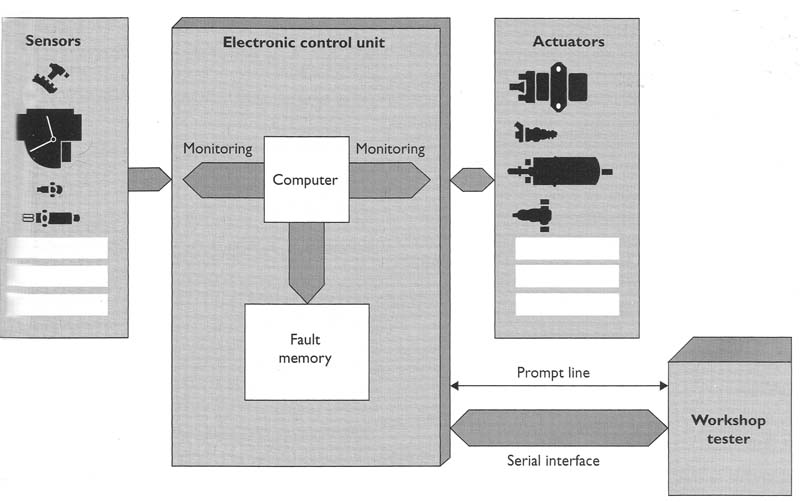 Sensors
Electronic control unit
Actuators
Monitoring
Monitoring
Computer
Fault
memory
Prompt line
Workshop
tester
Serial interface